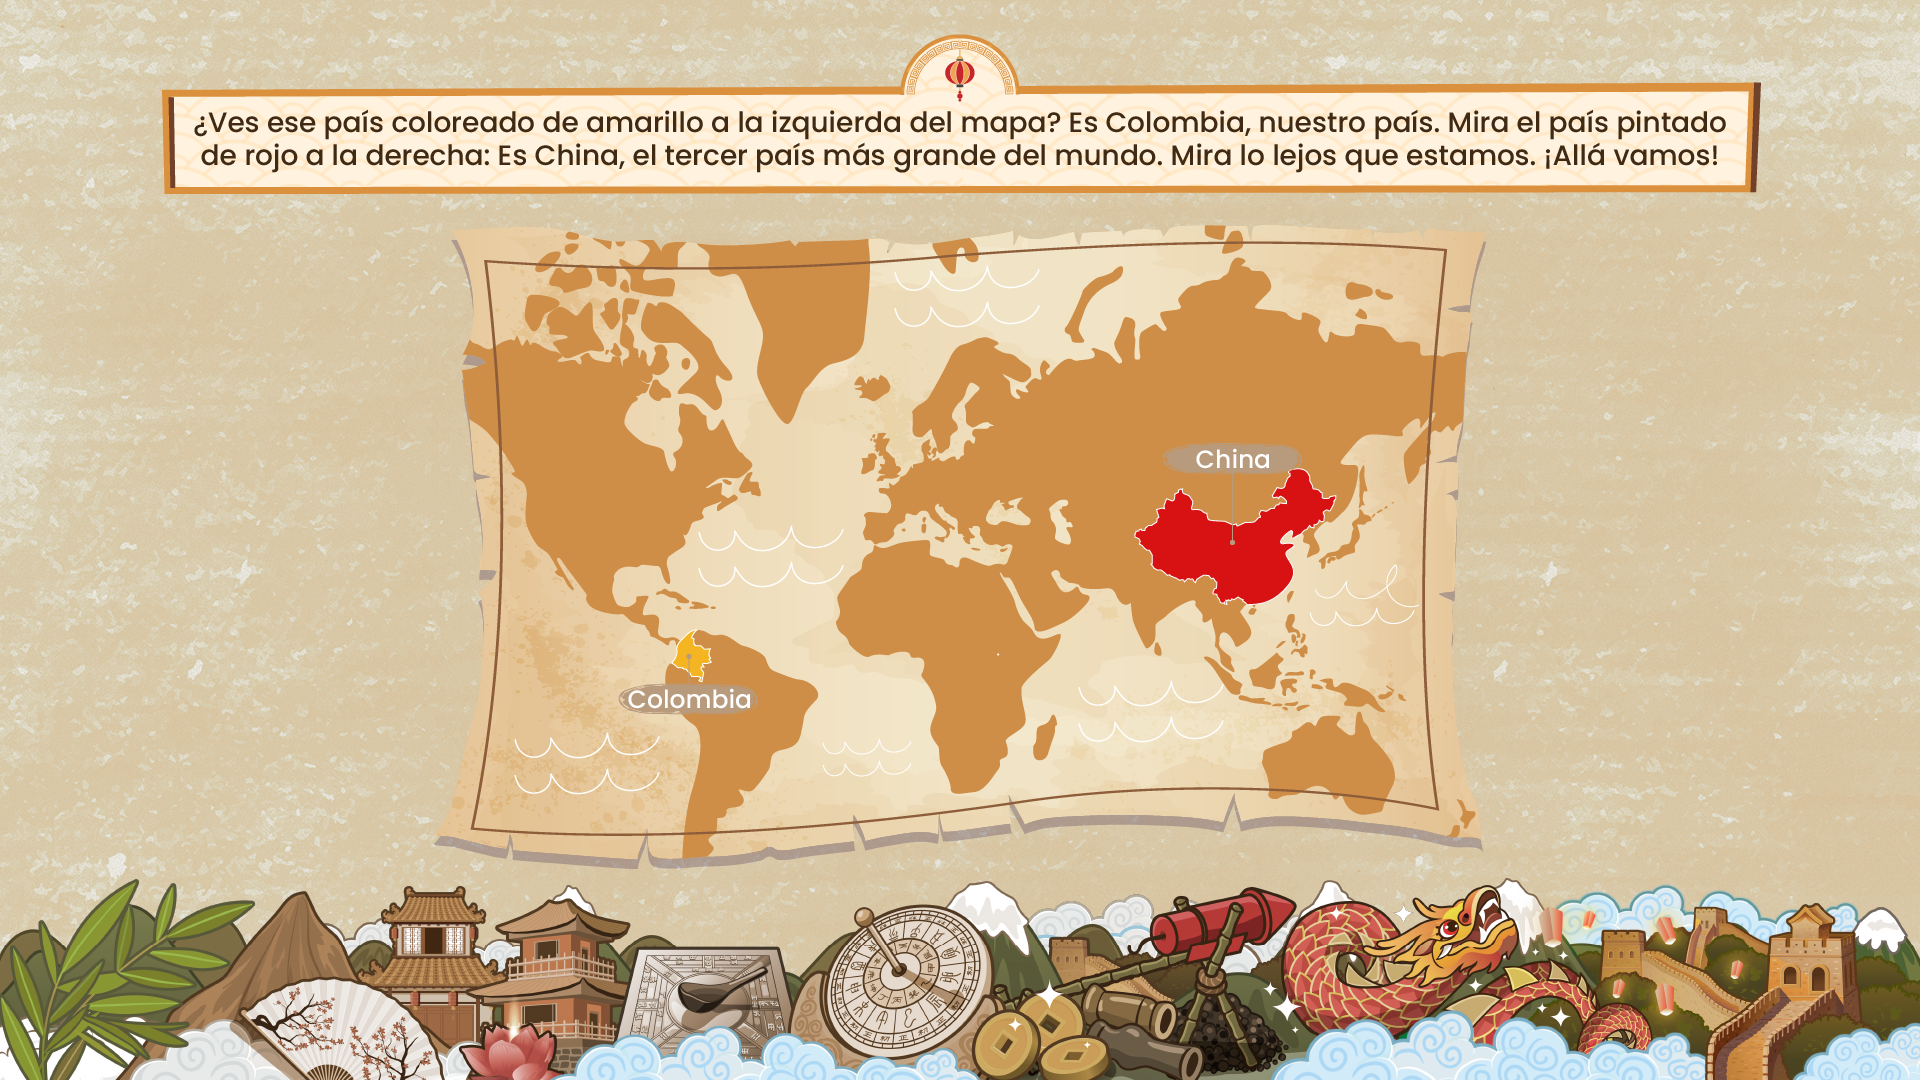 ¿Ves ese país coloreado de amarillo a la izquierda del mapa? Es Colombia, nuestro país. Mira el país pintado
de rojo a la derecha: Es China, el tercer país más grande del mundo. Mira lo lejos que estamos. ¡Allá vamos!
China
Colombia